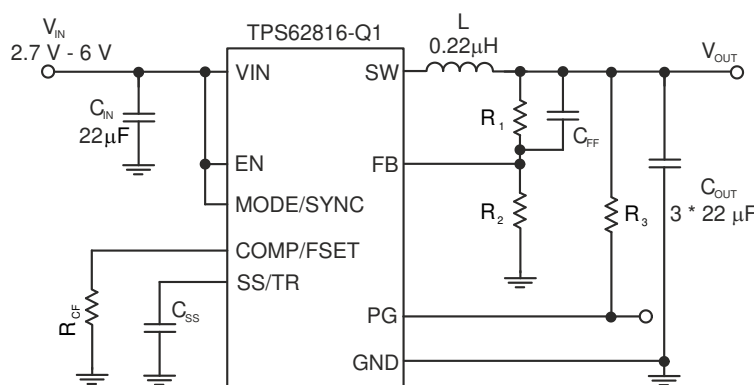 TPS62816-Q1
V_IN
2.7 V - 6 V
VIN
SW
L
0.22μH
V_OUT
C_IN
22μF
R_1
C_FF
EN
FB
MODE/SYNC
R_2
R_3
C_OUT
3 * 22 μF
COMP/FSET
SS/TR
R_CF
C_SS
PG
GND